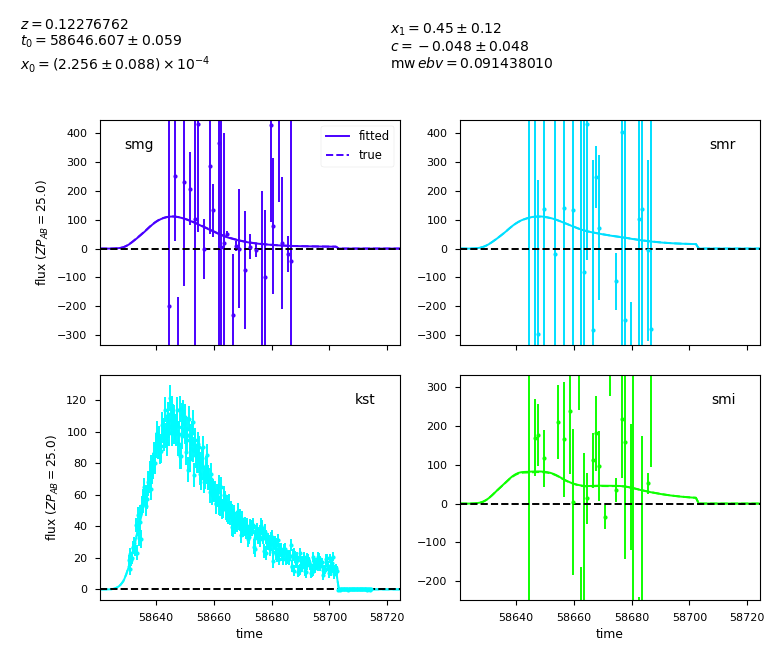 z = 0.12276762
t₀ = 58646.607 ± 0.059
x₀ = (2.256 ± 0.088) × 10⁻⁴
x₁ = 0.45 ± 0.12
c = −0.048 ± 0.048
mw ebv = 0.091438010
400
300
200
100
0
−100
−200
−300
flux (ZP_AB = 25.0)
smg
fitted
true
400
300
200
100
0
−100
−200
−300
smr
120
100
80
60
40
20
0
flux (ZP_AB = 25.0)
kst
58640 58660 58680 58700 58720
time
300
200
100
0
−100
−200
smi
58640 58660 58680 58700 58720
time